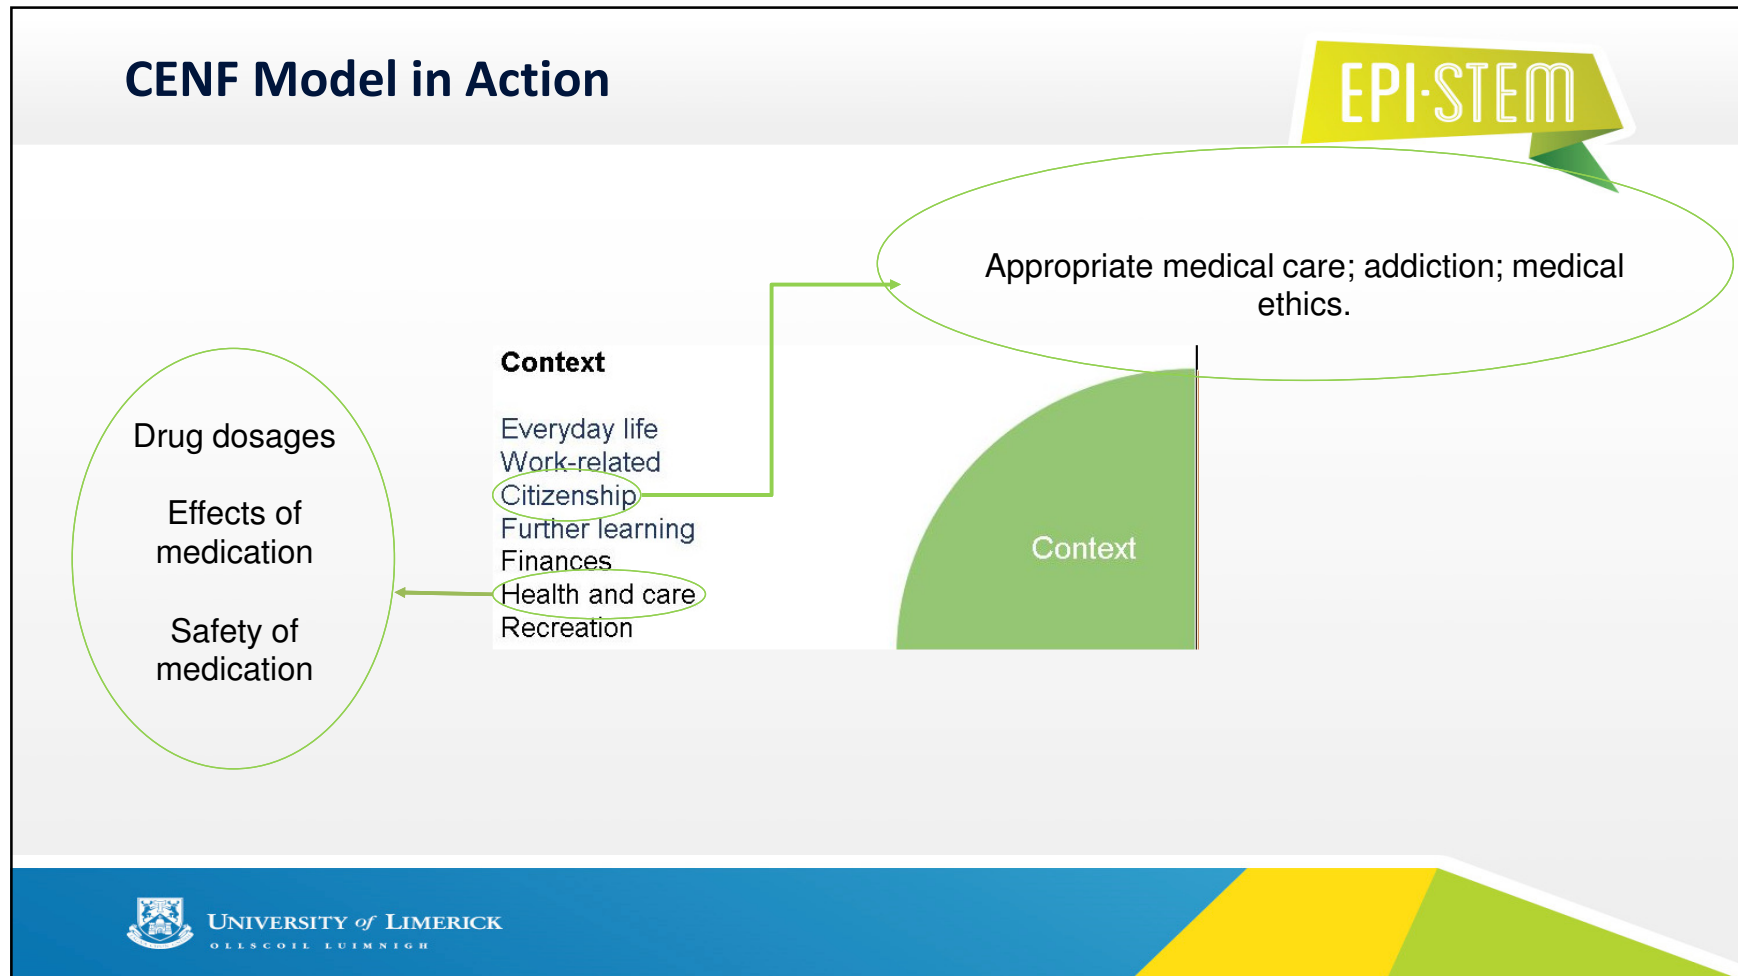 CENF Model in Action
EPI·STEM
Appropriate medical care; addiction; medical
ethics.
Context
Everyday life
Work-related
Citizenship
Further learning
Finances
Health and care
Recreation
Context
Drug dosages
Effects of
medication
Safety of
medication
UNIVERSITY of LIMERICK
OLLSCOIL LUIMNIGH